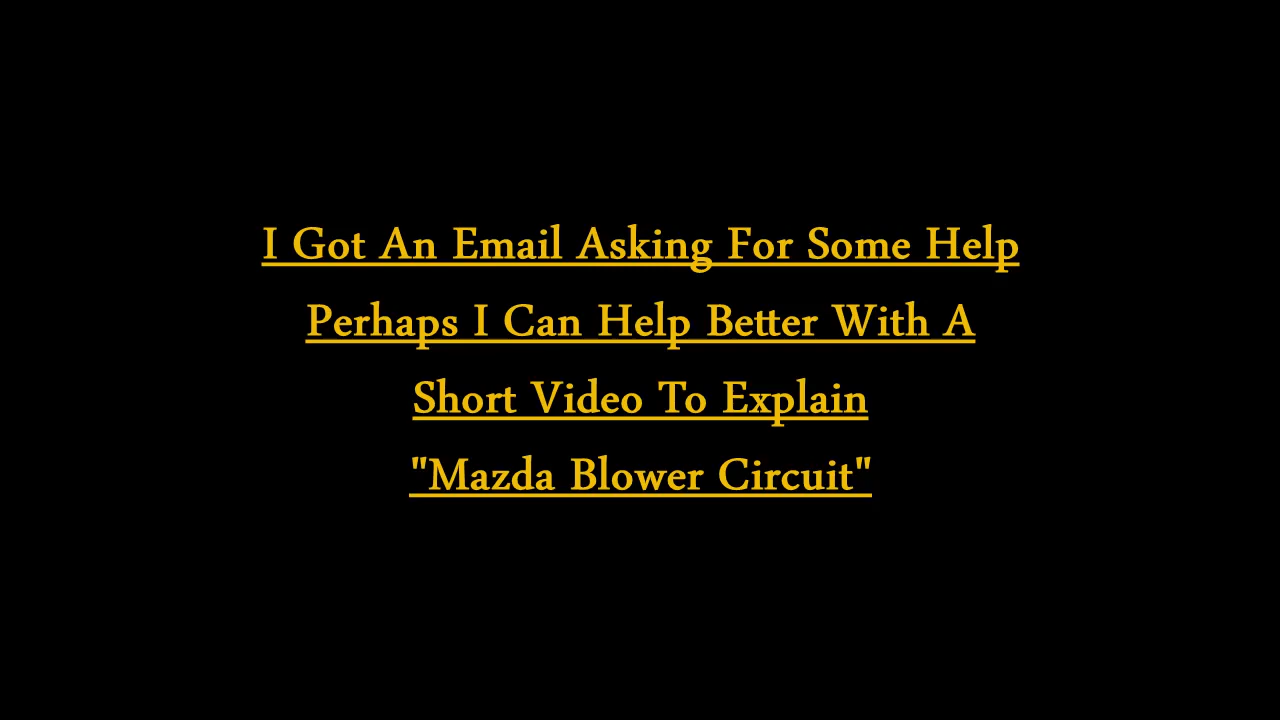 I Got An Email Asking For Some Help
Perhaps I Can Help Better With A
Short Video To Explain
"Mazda Blower Circuit"